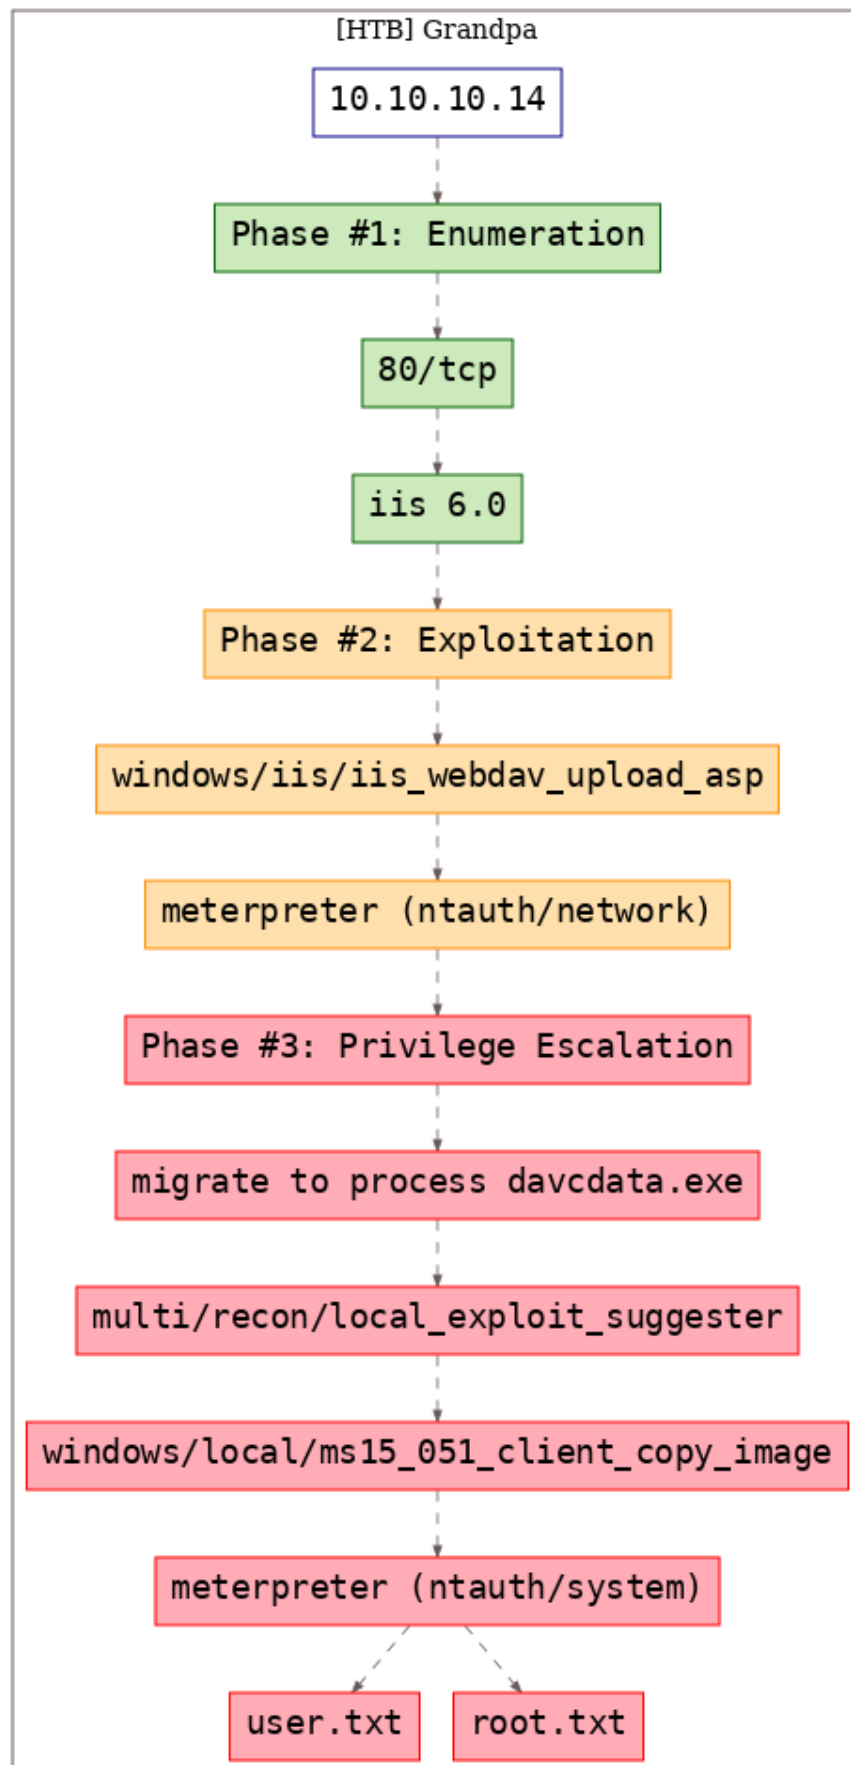 [HTB] Grandpa
10.10.10.14
Phase #1: Enumeration
80/tcp
iis 6.0
Phase #2: Exploitation
windows/iis/iis_webdav_upload_asp
meterpreter (ntauth/network)
Phase #3: Privilege Escalation
migrate to process davcdata.exe
multi/recon/local_exploit_suggester
windows/local/ms15_051_client_copy_image
meterpreter (ntauth/system)
user.txt
root.txt